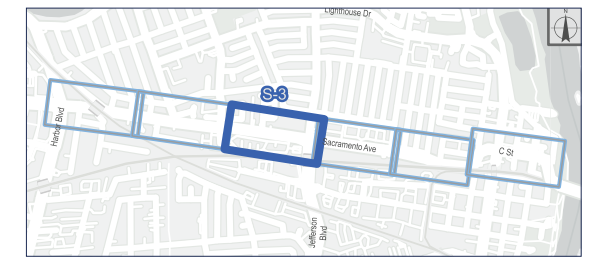 Lighthouse Dr
N
S-3
Harbor Blvd
Sacramento Ave
C St
Jefferson
Blvd